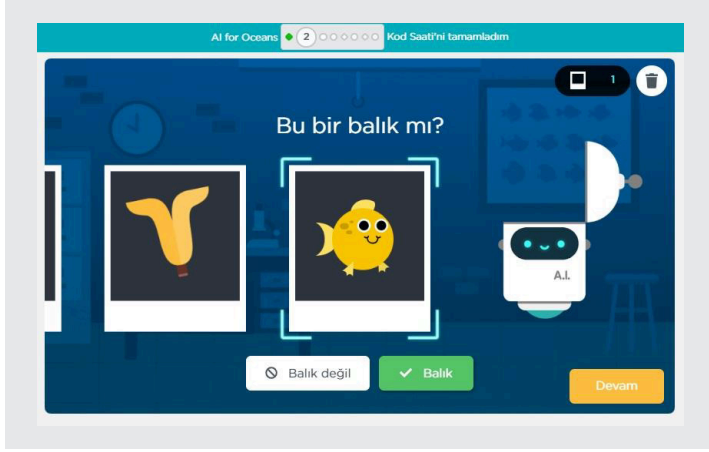 AI for Oceans 2 Kod Saati'ni tamamladım
1
Bu bir balık mı?
A.I.
Balık değil
Balık
Devam